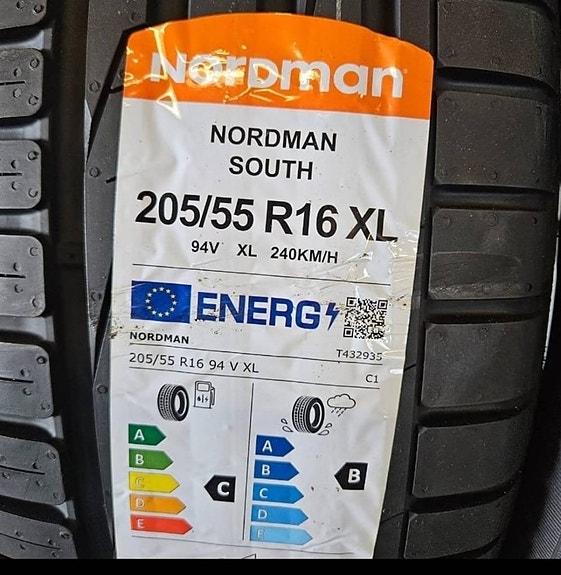 Nordman
NORDMAN
SOUTH
205/55 R16 XL
94V XL 240KM/H
ENERG
NORDMAN T432935
205/55 R16 94 V XL C1
A A
B B
C C
D D
E E
C B